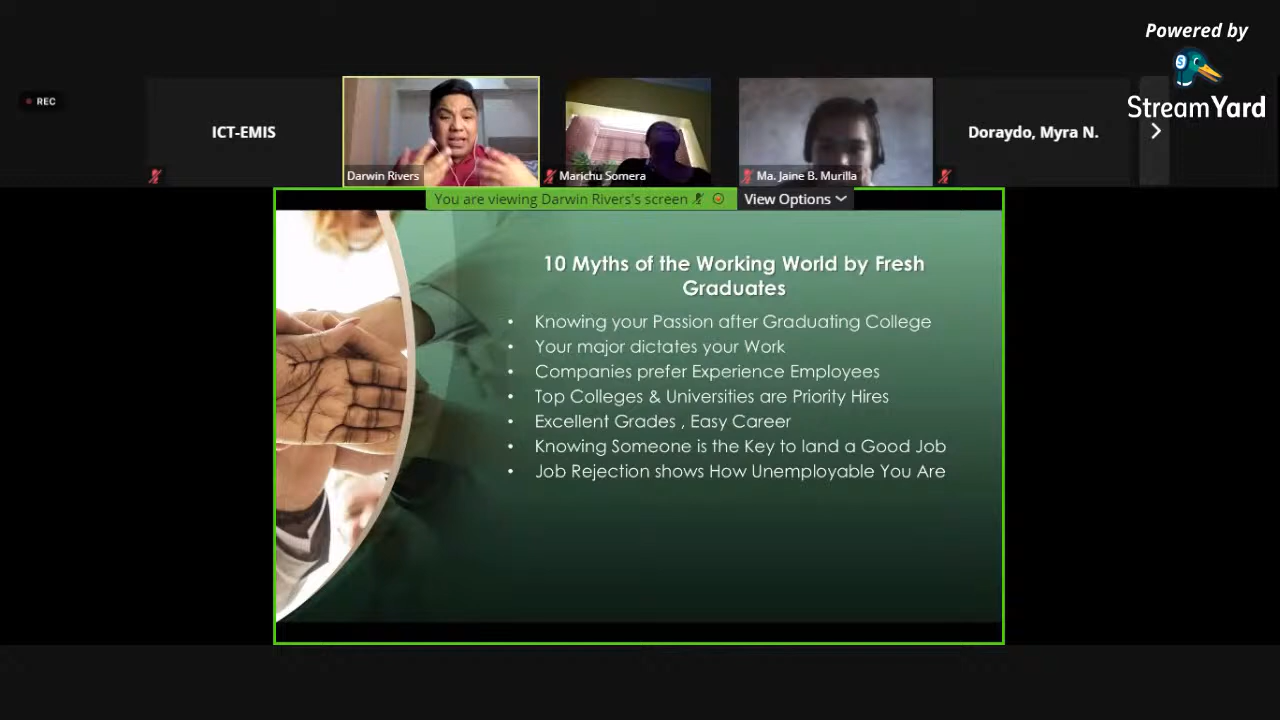 Powered by
StreamYard
REC
ICT-EMIS
Darwin Rivers
Marichu Somera
Ma. Jaine B. Murilla
Doraydo, Myra N.
You are viewing Darwin Rivers's screen
View Options
10 Myths of the Working World by Fresh
Graduates
• Knowing your Passion after Graduating College
• Your major dictates your Work
• Companies prefer Experience Employees
• Top Colleges & Universities are Priority Hires
• Excellent Grades , Easy Career
• Knowing Someone is the Key to land a Good Job
• Job Rejection shows How Unemployable You Are